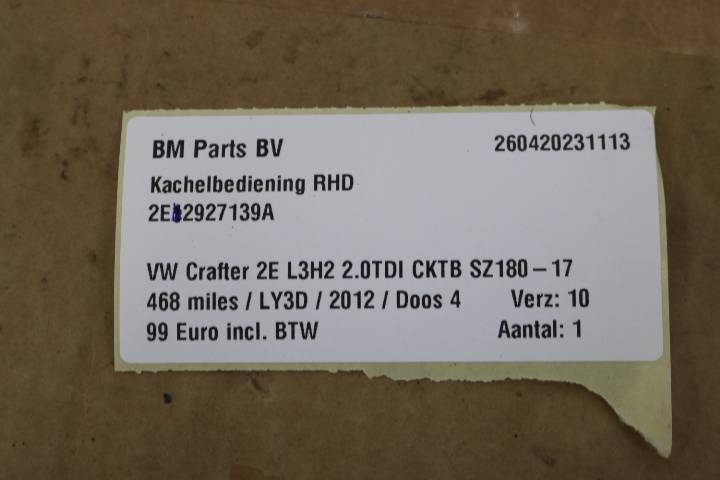 BM Parts BV 260420231113
Kachelbediening RHD
2E2927139A
VW Crafter 2E L3H2 2.0TDI CKTB SZ180-17
468 miles / LY3D / 2012 / Doos 4 Verz: 10
99 Euro incl. BTW Aantal: 1